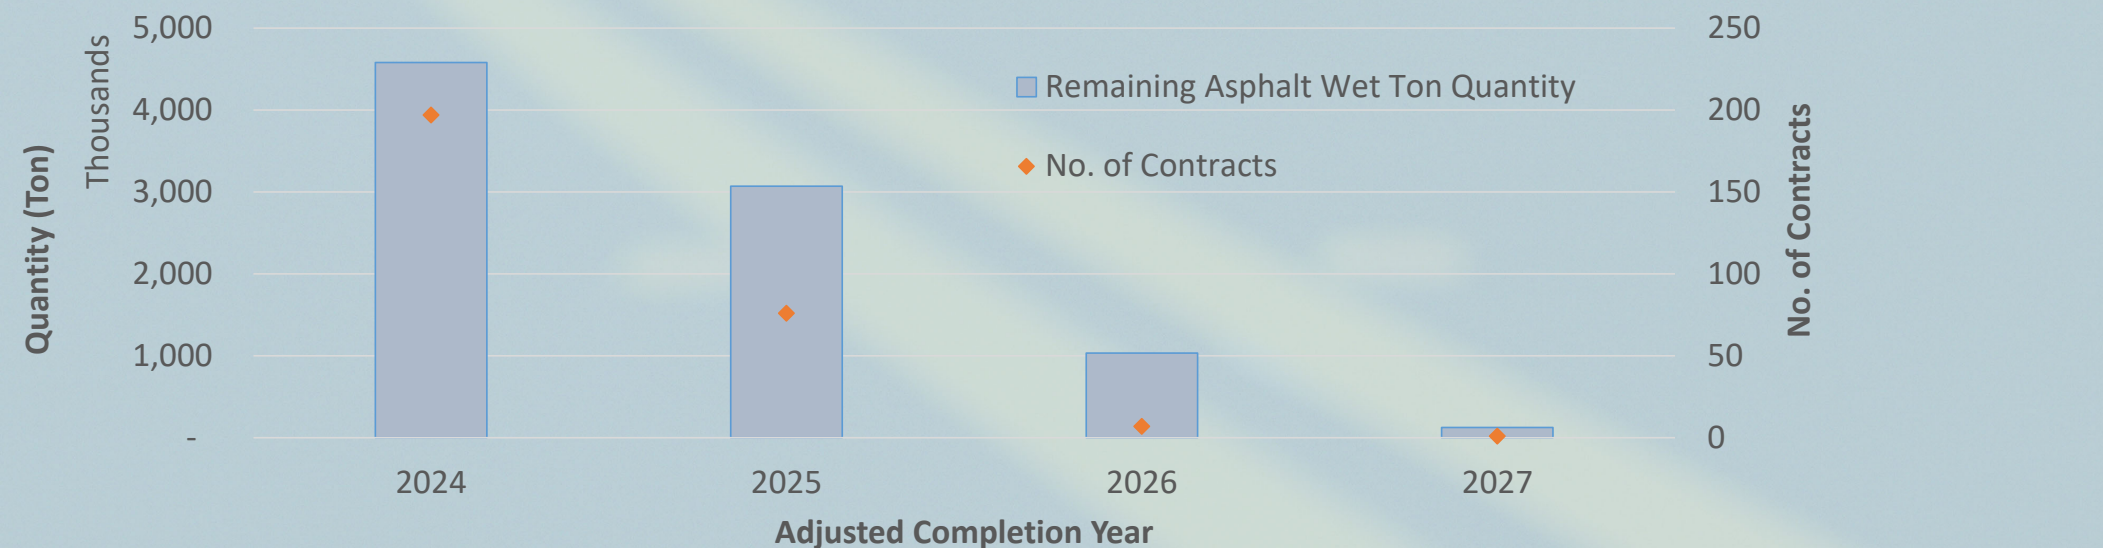 Quantity (Ton)
Thousands
5,000
4,000
3,000
2,000
1,000
-
Remaining Asphalt Wet Ton Quantity
No. of Contracts
250
200
150
100
50
0
No. of Contracts
2024 2025 2026 2027
Adjusted Completion Year